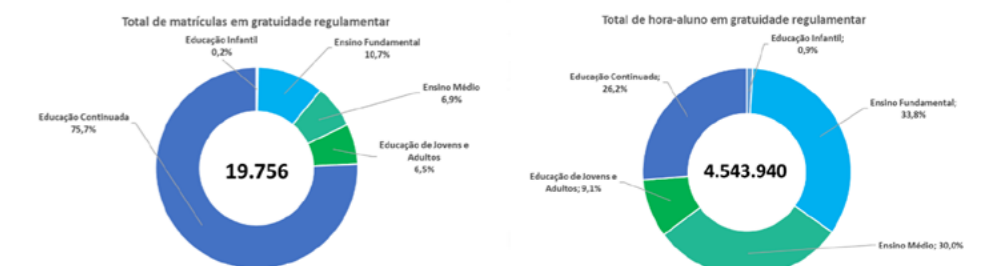 Total de matrículas em gratuidade regulamentar
Educação Infantil
0,2%
Ensino Fundamental
10,7%
Ensino Médio
6,9%
Educação de Jovens e
Adultos
6,5%
Educação Continuada
75,7%
19.756
Total de hora-aluno em gratuidade regulamentar
Educação Infantil;
0,9%
Ensino Fundamental;
33,8%
Ensino Médio; 30,0%
Educação de Jovens e
Adultos; 9,1%
Educação Continuada;
26,2%
4.543.940